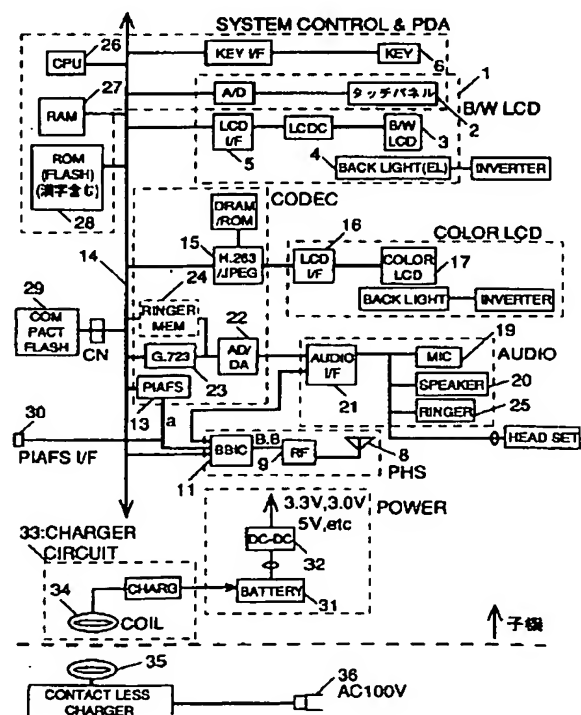 SYSTEM CONTROL & PDA
26
CPU
KEY I/F
KEY
6
27
RAM
A/D
タッチパネル
1
B/W LCD
2
LCD
I/F
5
LCDC
B/W
LCD
3
ROM
(FLASH)
(漢字含む)
28
4
BACK LIGHT(EL)
INVERTER
CODEC
DRAM
/ROM
14
15
H.263
/JPEG
16
LCD
I/F
COLOR LCD
COLOR
LCD
17
BACK LIGHT
INVERTER
24
RINGER
MEM
29
COM
PACT
FLASH
CN
22
G.723
23
AD/
DA
AUDIO
I/F
21
MIC
19
AUDIO
SPEAKER
20
RINGER
25
PIAFS
13
a
30
PIAFS I/F
BBIC
11
B.B
9
RF
8
PHS
HEAD SET
3.3V,3.0V
5V,etc
POWER
DC-DC
32
33:CHARGER
CIRCUIT
34
CHARG
COIL
BATTERY
31
子機
35
CONTACT LESS
CHARGER
36
AC100V